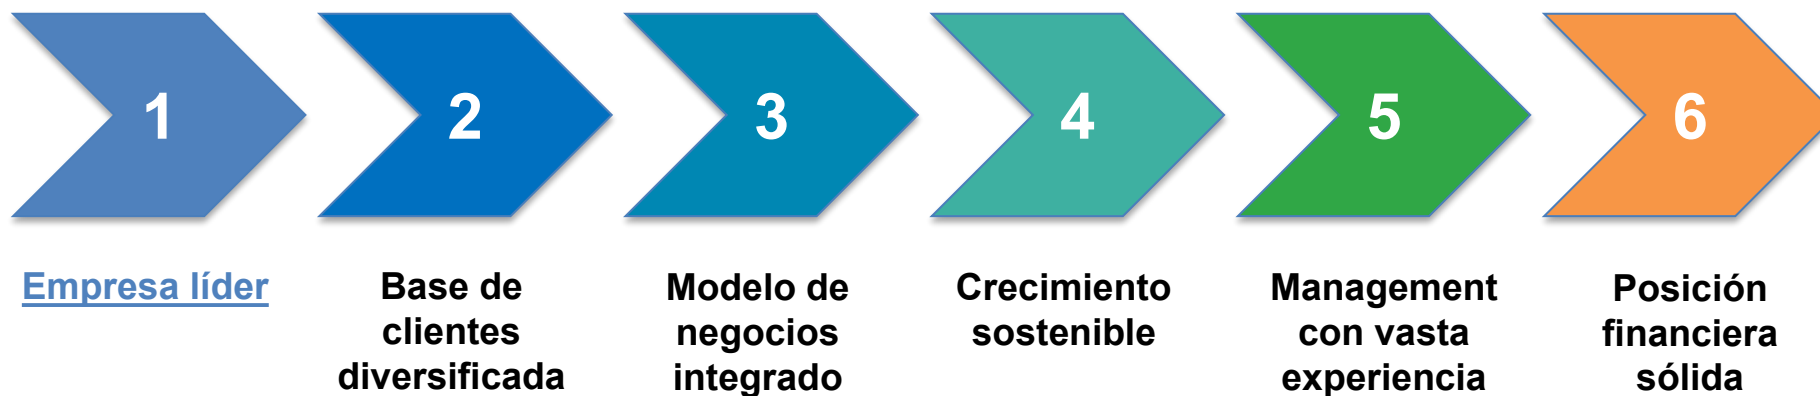 1
2
3
4
5
6
Empresa líder
Base de
clientes
diversificada
Modelo de
negocios
integrado
Crecimiento
sostenible
Management
con vasta
experiencia
Posición
financiera
sólida